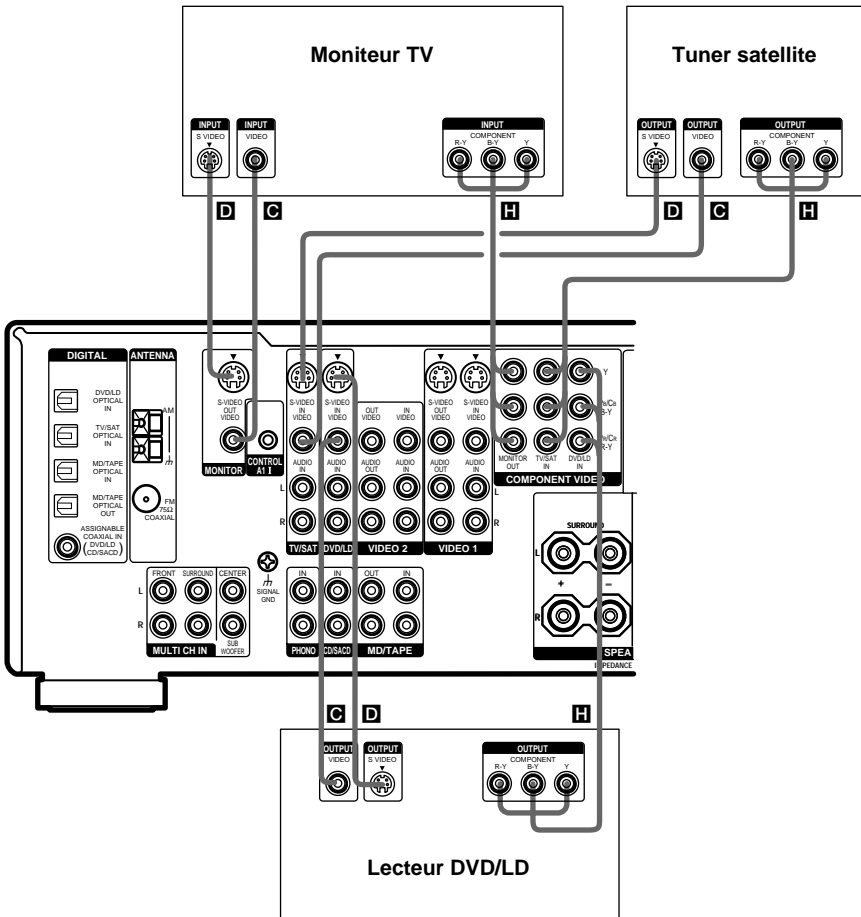 Moniteur TV
Tuner satellite
INPUT
S VIDEO
INPUT
VIDEO
INPUT
COMPONENT
R-Y B-Y Y
OUTPUT
S VIDEO
OUTPUT
VIDEO
OUTPUT
COMPONENT
R-Y B-Y Y
D C H D C H
DIGITAL
DVD/LD
OPTICAL
IN
TV/SAT
OPTICAL
IN
MD/TAPE
OPTICAL
IN
MD/TAPE
OPTICAL
OUT
ASSIGNABLE
COAXIAL IN
(DVD/LD
CD/SACD)
ANTENNA
AM
FM
75Ω
COAXIAL
S-VIDEO
OUT
VIDEO
MONITOR
CONTROL
A1 II
S-VIDEO
IN
VIDEO
AUDIO
IN
L
R
TV/SAT
S-VIDEO
IN
VIDEO
AUDIO
IN
DVD/LD
OUT
VIDEO
IN
VIDEO
AUDIO
OUT
AUDIO
IN
VIDEO 2
S-VIDEO
OUT
VIDEO
S-VIDEO
IN
VIDEO
AUDIO
OUT
AUDIO
IN
L
R
VIDEO 1
Y
PB/CB
B-Y
PR/CR
R-Y
MONITOR
OUT
TV/SAT
IN
DVD/LD
IN
COMPONENT VIDEO
SURROUND
L
+ −
R
SPEA
IMPEDANCE
FRONT SURROUND CENTER
L
R
SUB
WOOFER
MULTI CH IN
SIGNAL
GND
IN IN OUT IN
PHONO CD/SACD MD/TAPE
C D H
OUTPUT
VIDEO
OUTPUT
S VIDEO
OUTPUT
COMPONENT
R-Y B-Y Y
Lecteur DVD/LD